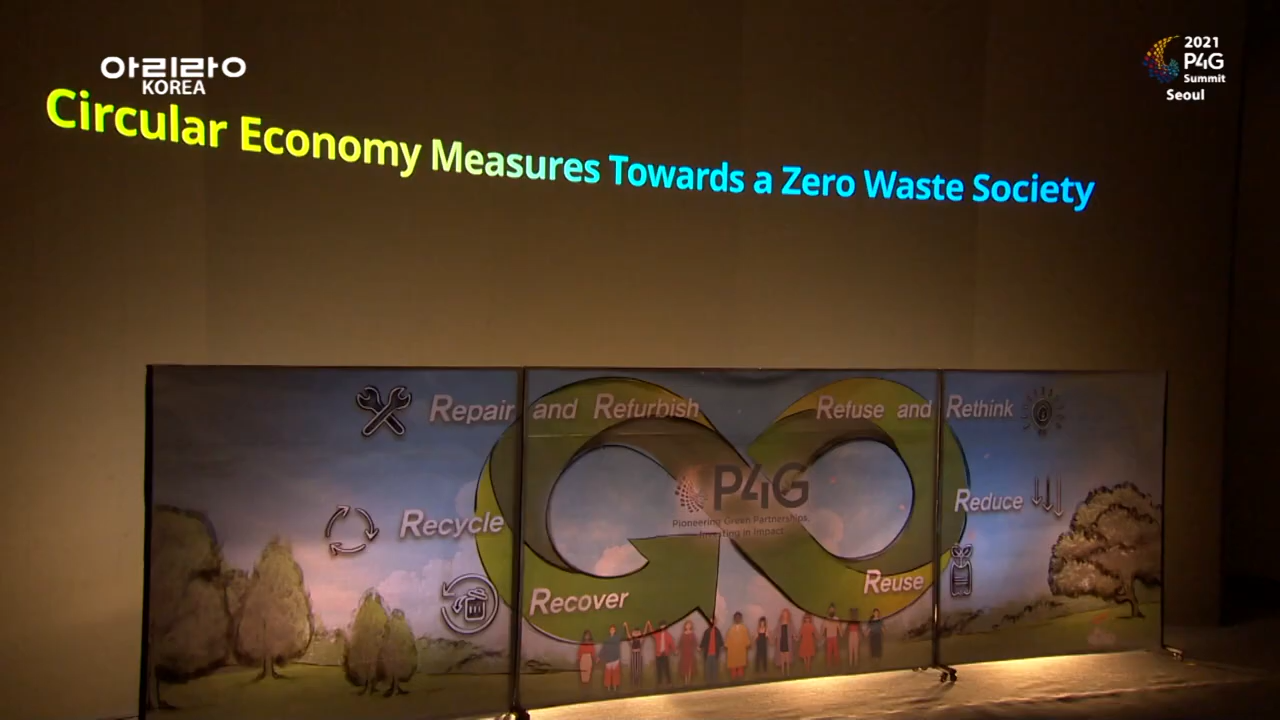 아리랑
KOREA
2021
P4G
Summit
Seoul
Circular Economy Measures Towards a Zero Waste Society
Repair and Refurbish
Refuse and Rethink
P4G
Pioneering Green Partnerships,
Investing in Impact
Recycle
Reduce
Recover
Reuse